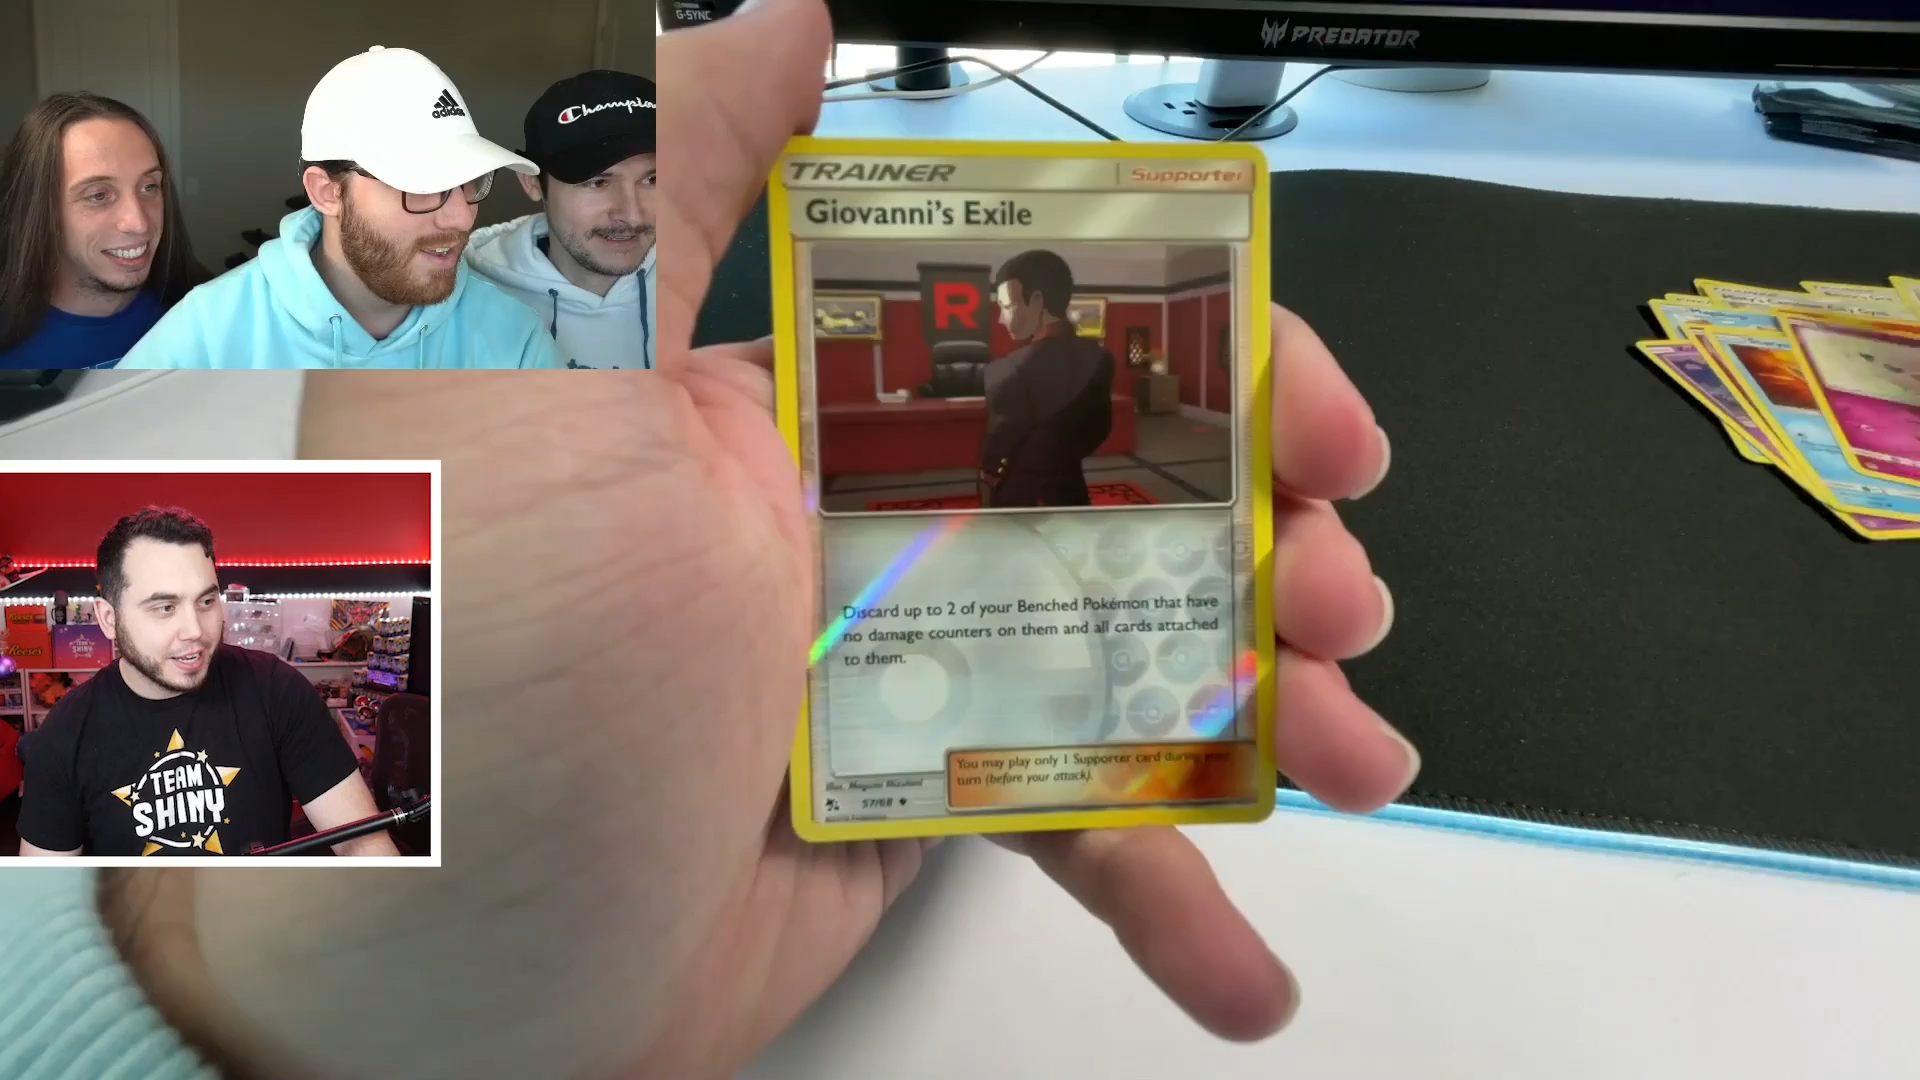 G-SYNC
PREDATOR
adidas
TRAINER
Supporter
Giovanni's Exile
R
Discard up to 2 of your Benched Pokémon that have
no damage counters on them and all cards attached
to them.
You may play only 1 Supporter card during your
turn (before your attack).
57/68
Reese's
TEAM
SHINY